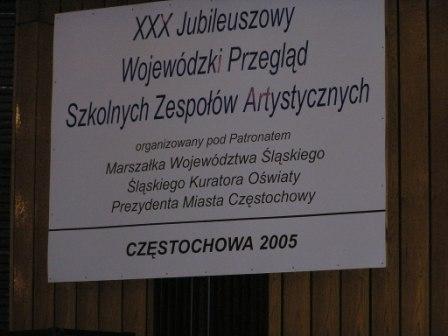 XXX Jubileuszowy
Wojewódzki Przegląd
Szkolnych Zespołów Artystycznych
organizowany pod Patronatem
Marszałka Województwa Śląskiego
Śląskiego Kuratora Oświaty
Prezydenta Miasta Częstochowy
CZĘSTOCHOWA 2005